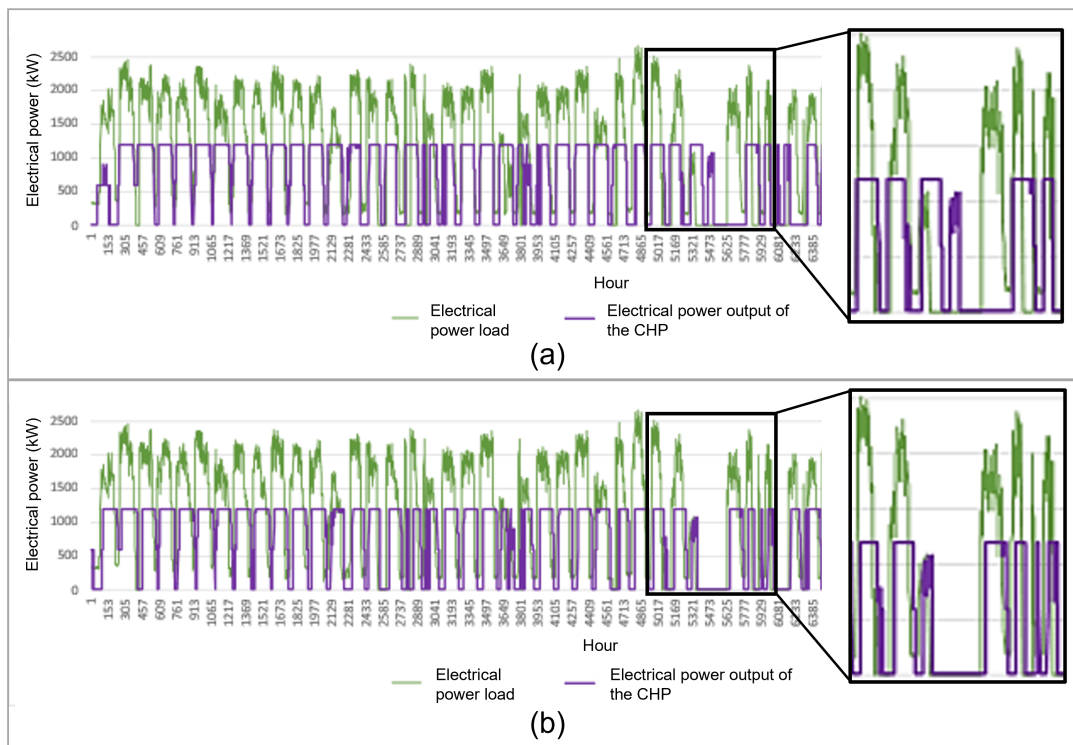 Electrical power (kW)
2500
2000
1500
1000
500
0
1 153 305 457 609 761 913 1065 1217 1369 1521 1673 1825 1977 2129 2281 2433 2585 2737 2889 3041 3193 3345 3497 3649 3801 3953 4105 4257 4409 4561 4713 4865 5017 5169 5321 5473 5625 5777 5929 6081 6233 6385
Hour
Electrical
power load
Electrical power output of
the CHP
(a)
Electrical power (kW)
2500
2000
1500
1000
500
0
1 153 305 457 609 761 913 1065 1217 1369 1521 1673 1825 1977 2129 2281 2433 2585 2737 2889 3041 3193 3345 3497 3649 3801 3953 4105 4257 4409 4561 4713 4865 5017 5169 5321 5473 5625 5777 5929 6081 6233 6385
Hour
Electrical
power load
Electrical power output of
the CHP
(b)